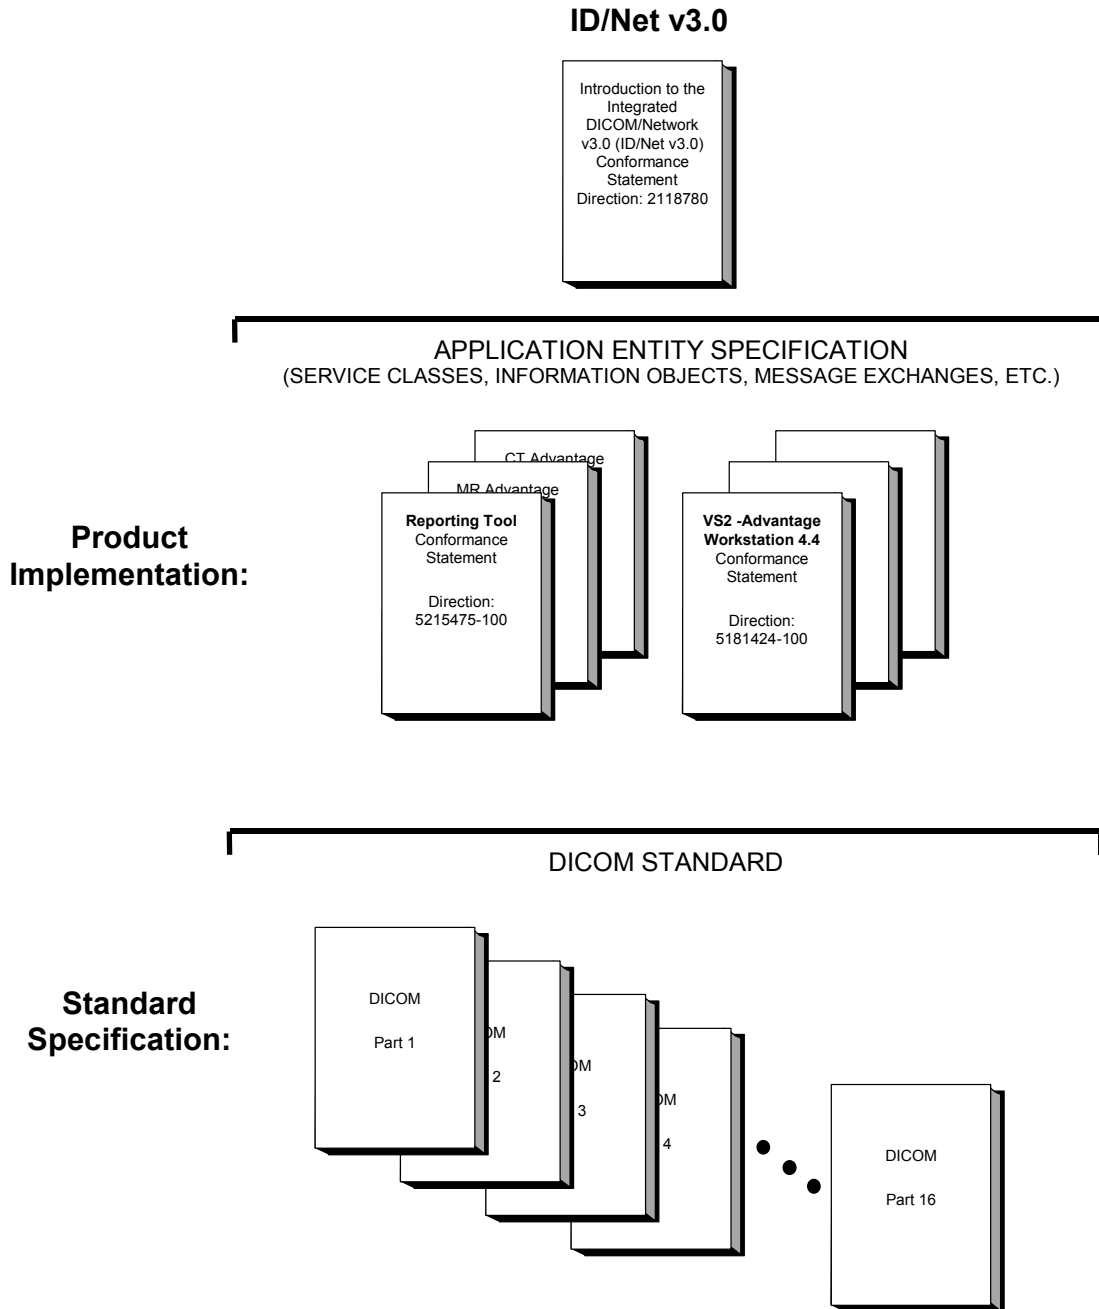 ID/Net v3.0
Introduction to the
Integrated
DICOM/Network
v3.0 (ID/Net v3.0)
Conformance
Statement
Direction: 2118780
APPLICATION ENTITY SPECIFICATION
(SERVICE CLASSES, INFORMATION OBJECTS, MESSAGE EXCHANGES, ETC.)
Product
Implementation:
CT Advantage
MR Advantage
Reporting Tool
Conformance
Statement
Direction:
5215475-100
VS2 -Advantage
Workstation 4.4
Conformance
Statement
Direction:
5181424-100
DICOM STANDARD
Standard
Specification:
DICOM
Part 1
OM
2
OM
3
OM
4
DICOM
Part 16